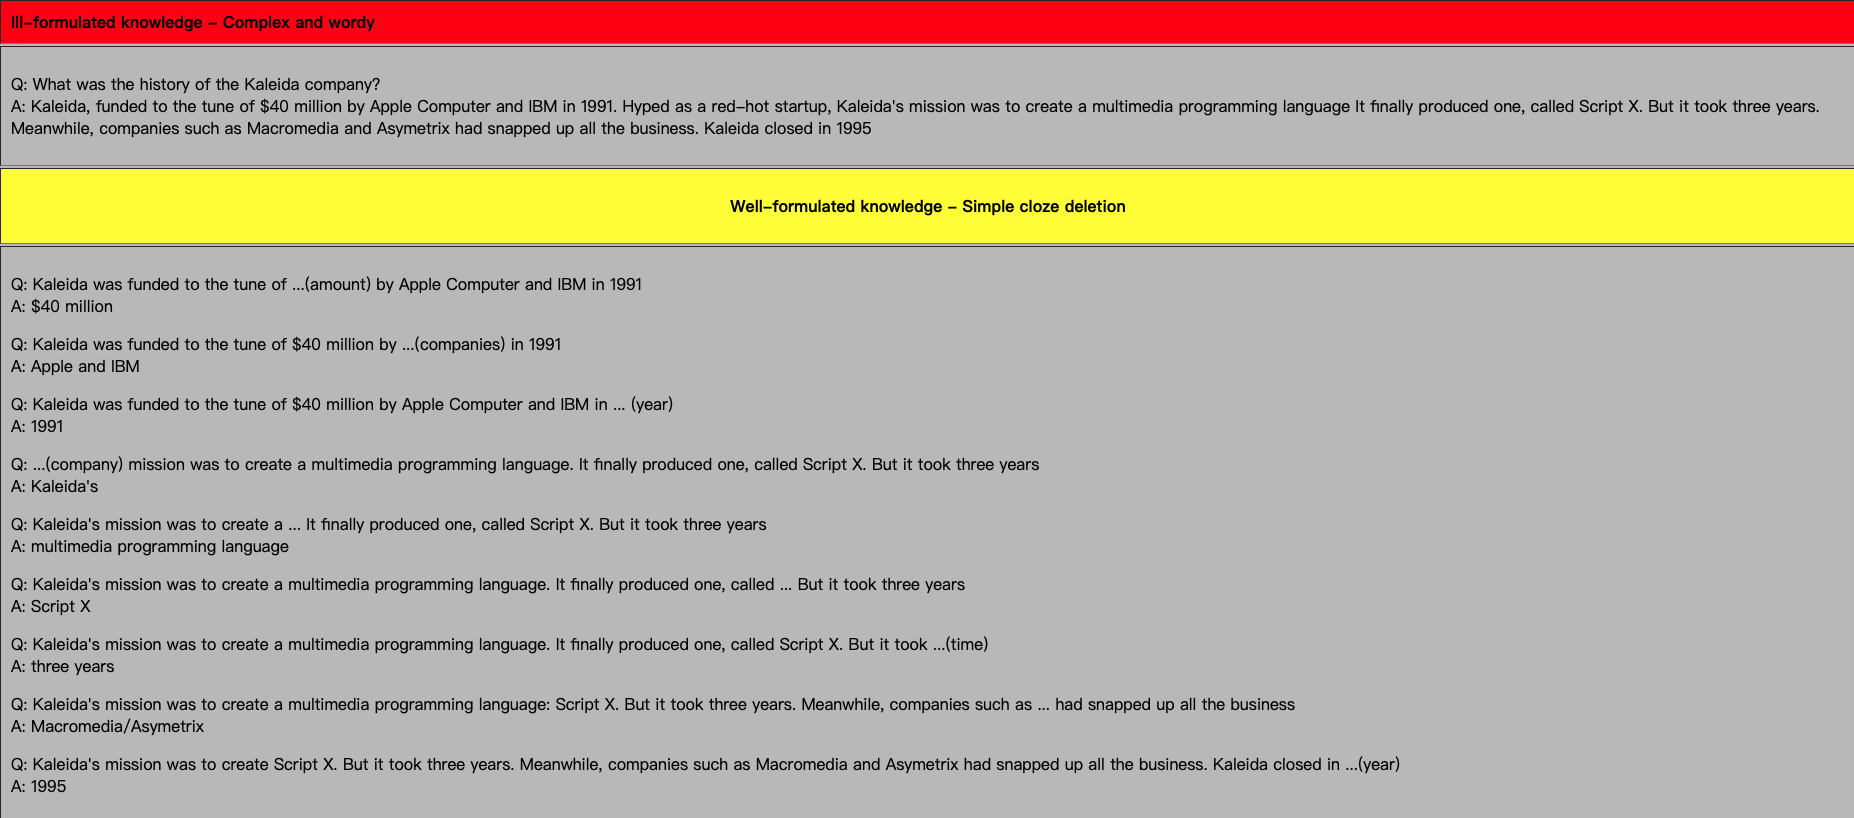 Ill-formulated knowledge - Complex and wordy
Q: What was the history of the Kaleida company?
A: Kaleida, funded to the tune of $40 million by Apple Computer and IBM in 1991. Hyped as a red-hot startup, Kaleida's mission was to create a multimedia programming language It finally produced one, called Script X. But it took three years.
Meanwhile, companies such as Macromedia and Asymetrix had snapped up all the business. Kaleida closed in 1995
Well-formulated knowledge - Simple cloze deletion
Q: Kaleida was funded to the tune of ...(amount) by Apple Computer and IBM in 1991
A: $40 million
Q: Kaleida was funded to the tune of $40 million by ...(companies) in 1991
A: Apple and IBM
Q: Kaleida was funded to the tune of $40 million by Apple Computer and IBM in ... (year)
A: 1991
Q: ...(company) mission was to create a multimedia programming language. It finally produced one, called Script X. But it took three years
A: Kaleida's
Q: Kaleida's mission was to create a ... It finally produced one, called Script X. But it took three years
A: multimedia programming language
Q: Kaleida's mission was to create a multimedia programming language. It finally produced one, called ... But it took three years
A: Script X
Q: Kaleida's mission was to create a multimedia programming language. It finally produced one, called Script X. But it took ...(time)
A: three years
Q: Kaleida's mission was to create a multimedia programming language: Script X. But it took three years. Meanwhile, companies such as ... had snapped up all the business
A: Macromedia/Asymetrix
Q: Kaleida's mission was to create Script X. But it took three years. Meanwhile, companies such as Macromedia and Asymetrix had snapped up all the business. Kaleida closed in ...(year)
A: 1995